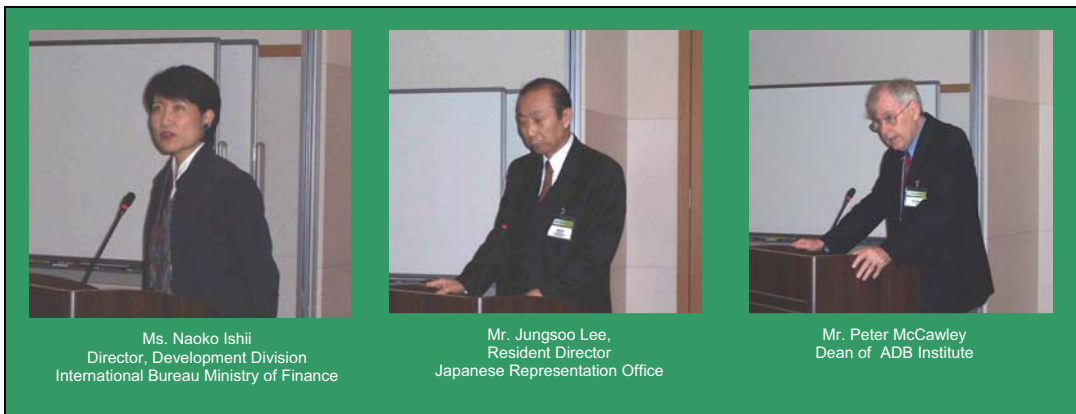 Ms. Naoko Ishii
Director, Development Division
International Bureau Ministry of Finance
Mr. Jungsoo Lee,
Resident Director
Japanese Representation Office
Mr. Peter McCawley
Dean of ADB Institute